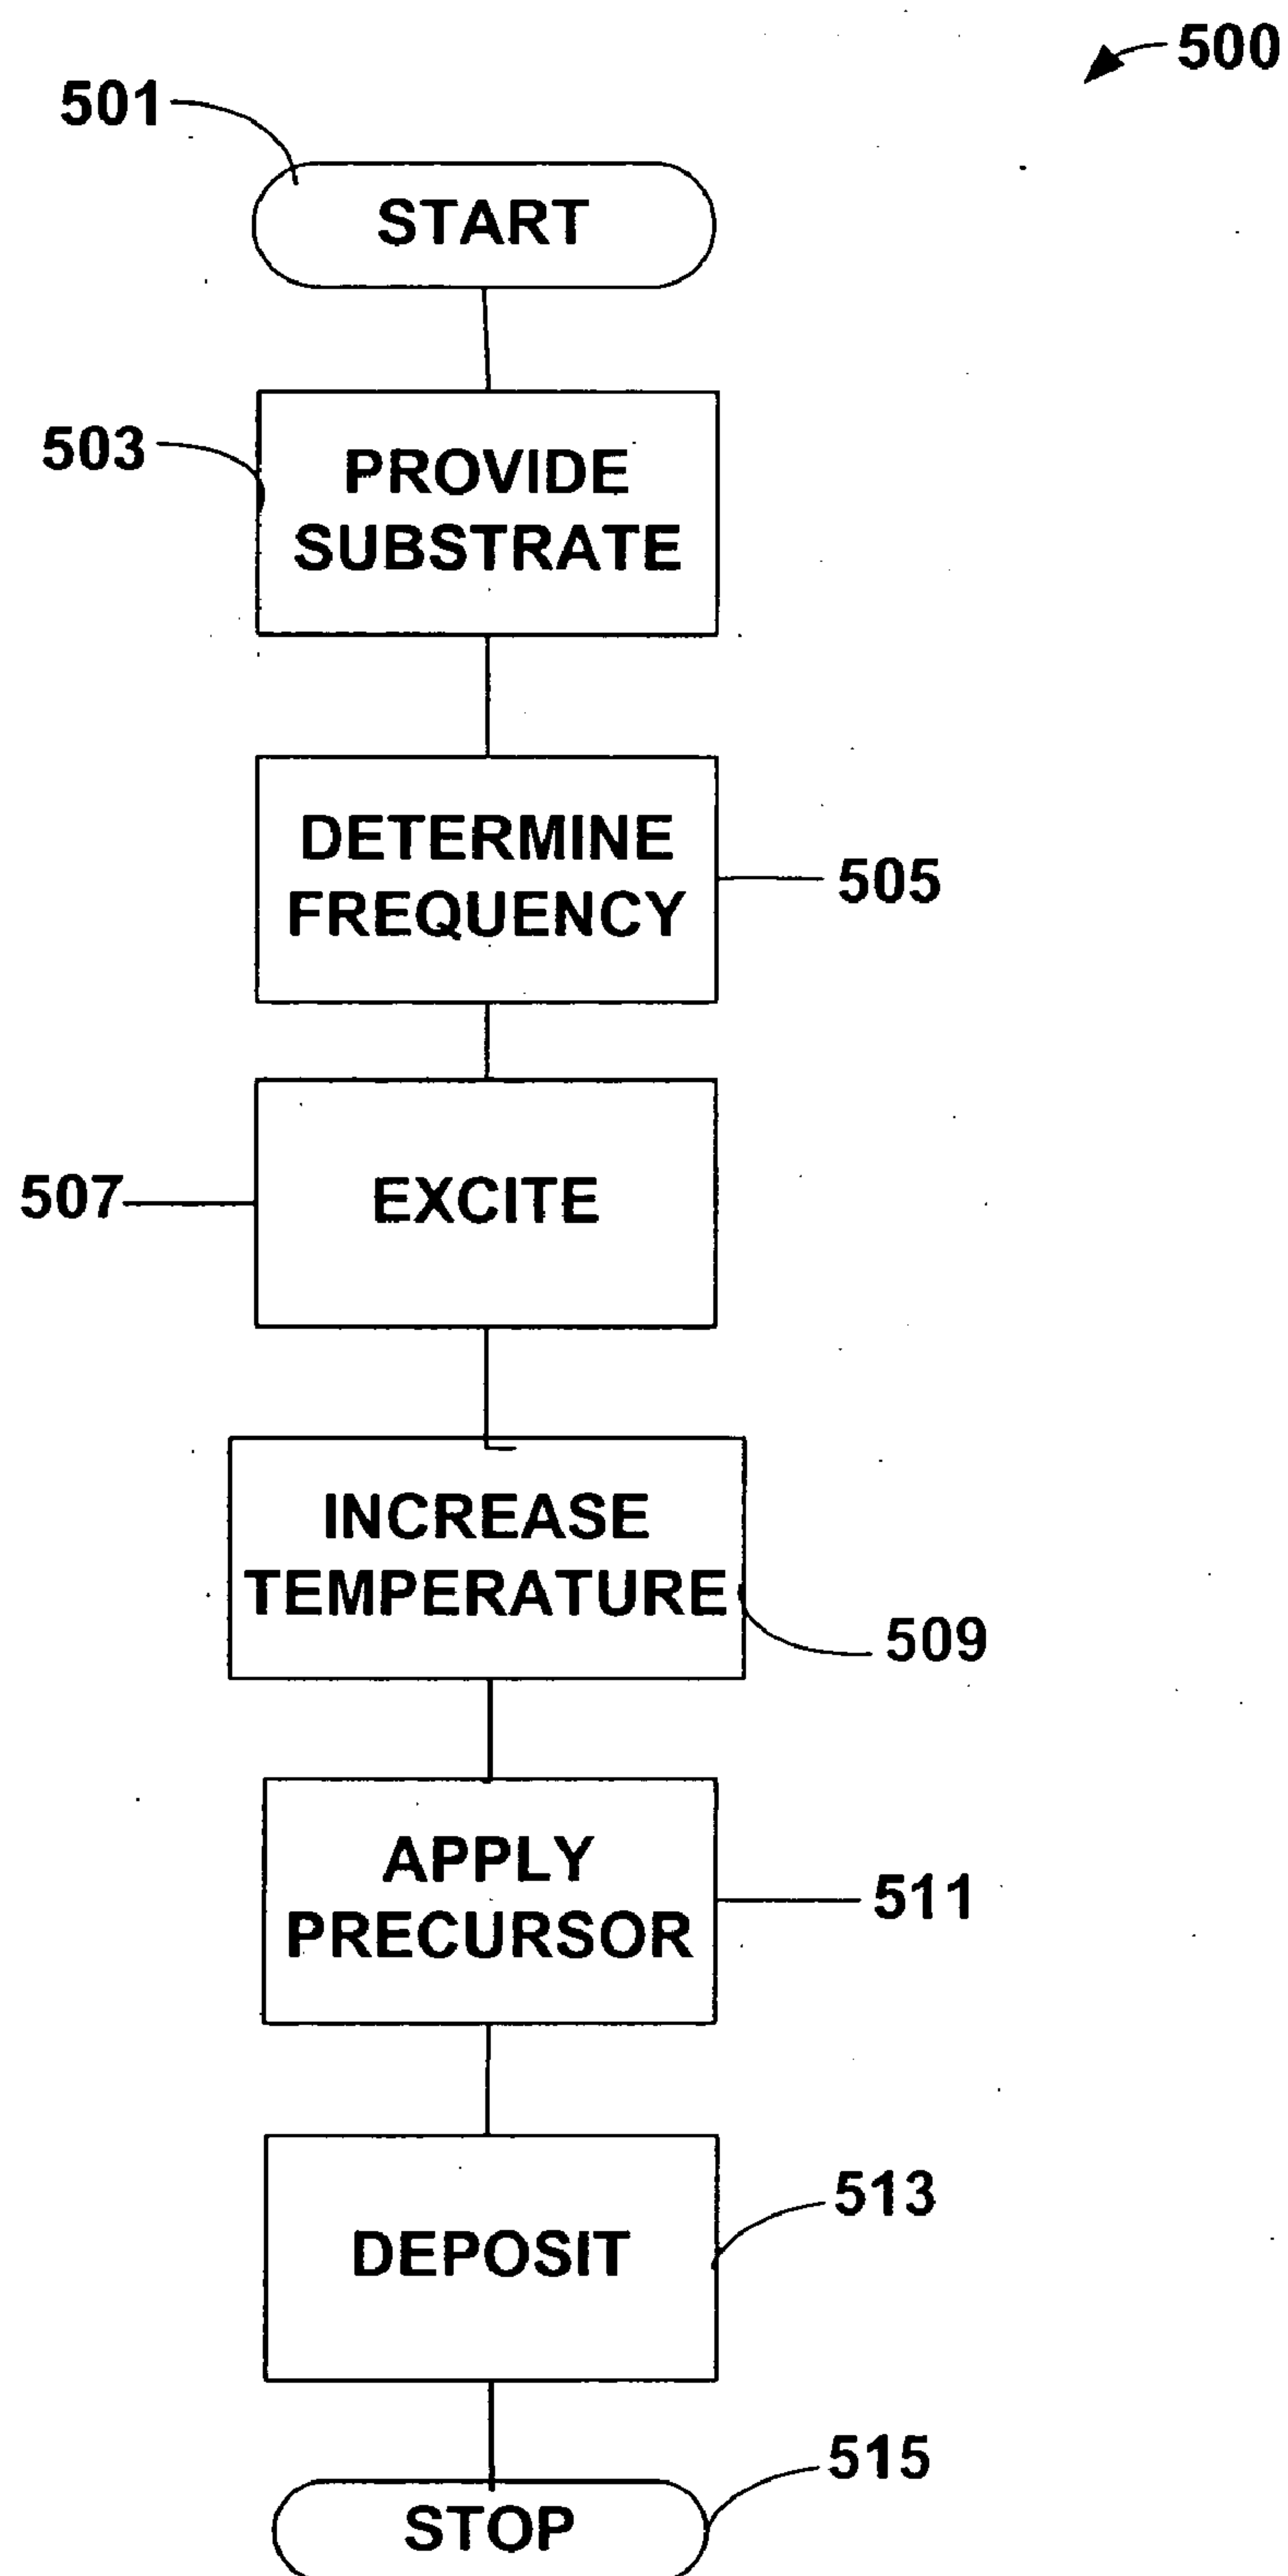 500
501
START
503
PROVIDE
SUBSTRATE
DETERMINE
FREQUENCY
505
507
EXCITE
INCREASE
TEMPERATURE
509
APPLY
PRECURSOR
511
DEPOSIT
513
515
STOP